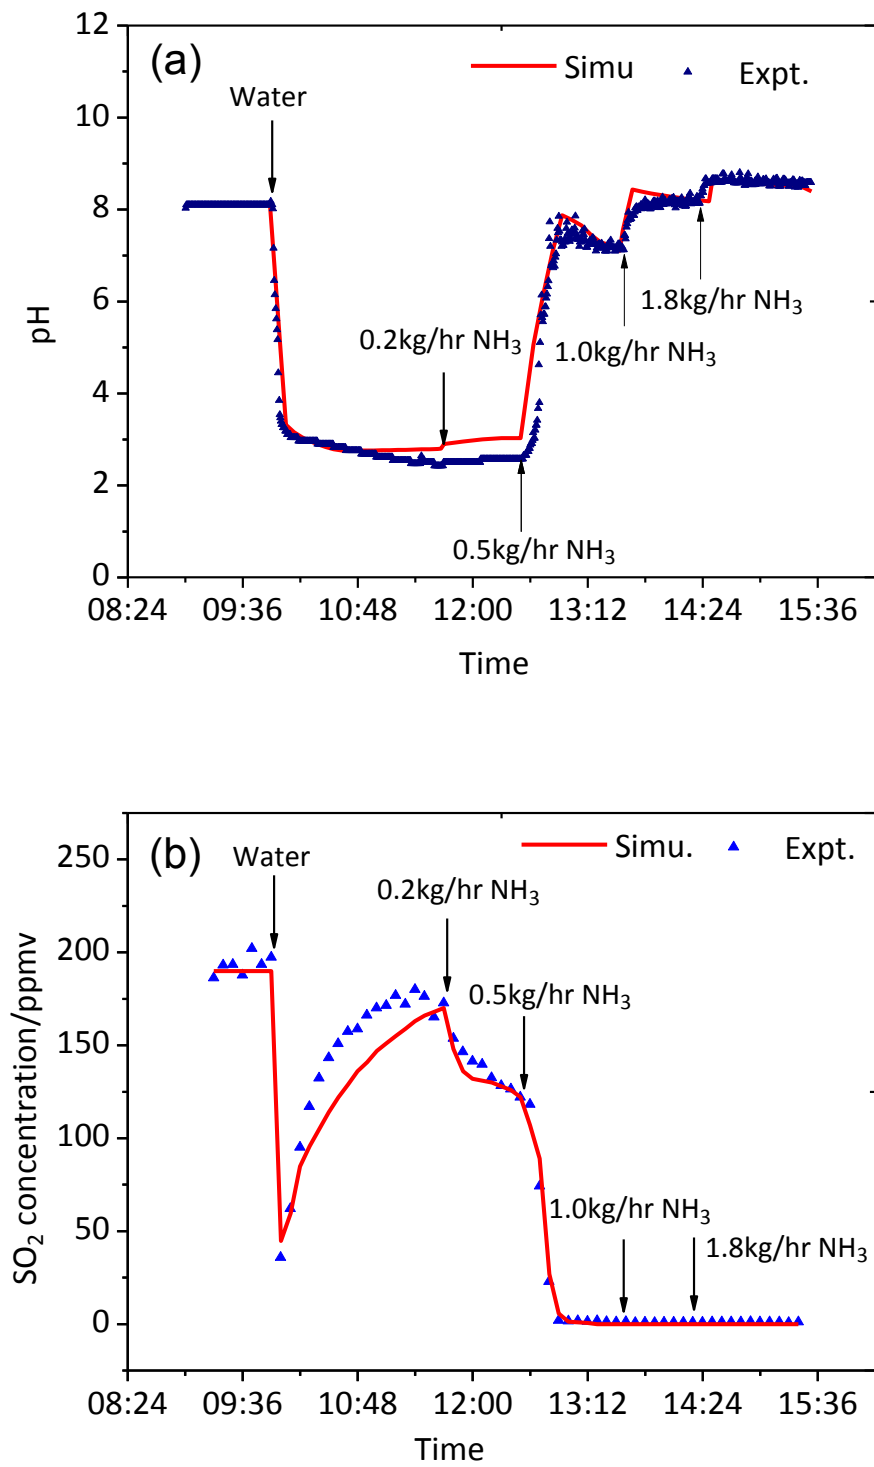 (a)
Simu
Expt.
Water
0.2kg/hr NH3
1.8kg/hr NH3
1.0kg/hr NH3
0.5kg/hr NH3
pH
12
10
8
6
4
2
0
08:24 09:36 10:48 12:00 13:12 14:24 15:36
Time
(b)
Simu.
Expt.
Water
0.2kg/hr NH3
0.5kg/hr NH3
1.0kg/hr NH3
1.8kg/hr NH3
SO2 concentration/ppmv
250
200
150
100
50
0
08:24 09:36 10:48 12:00 13:12 14:24 15:36
Time